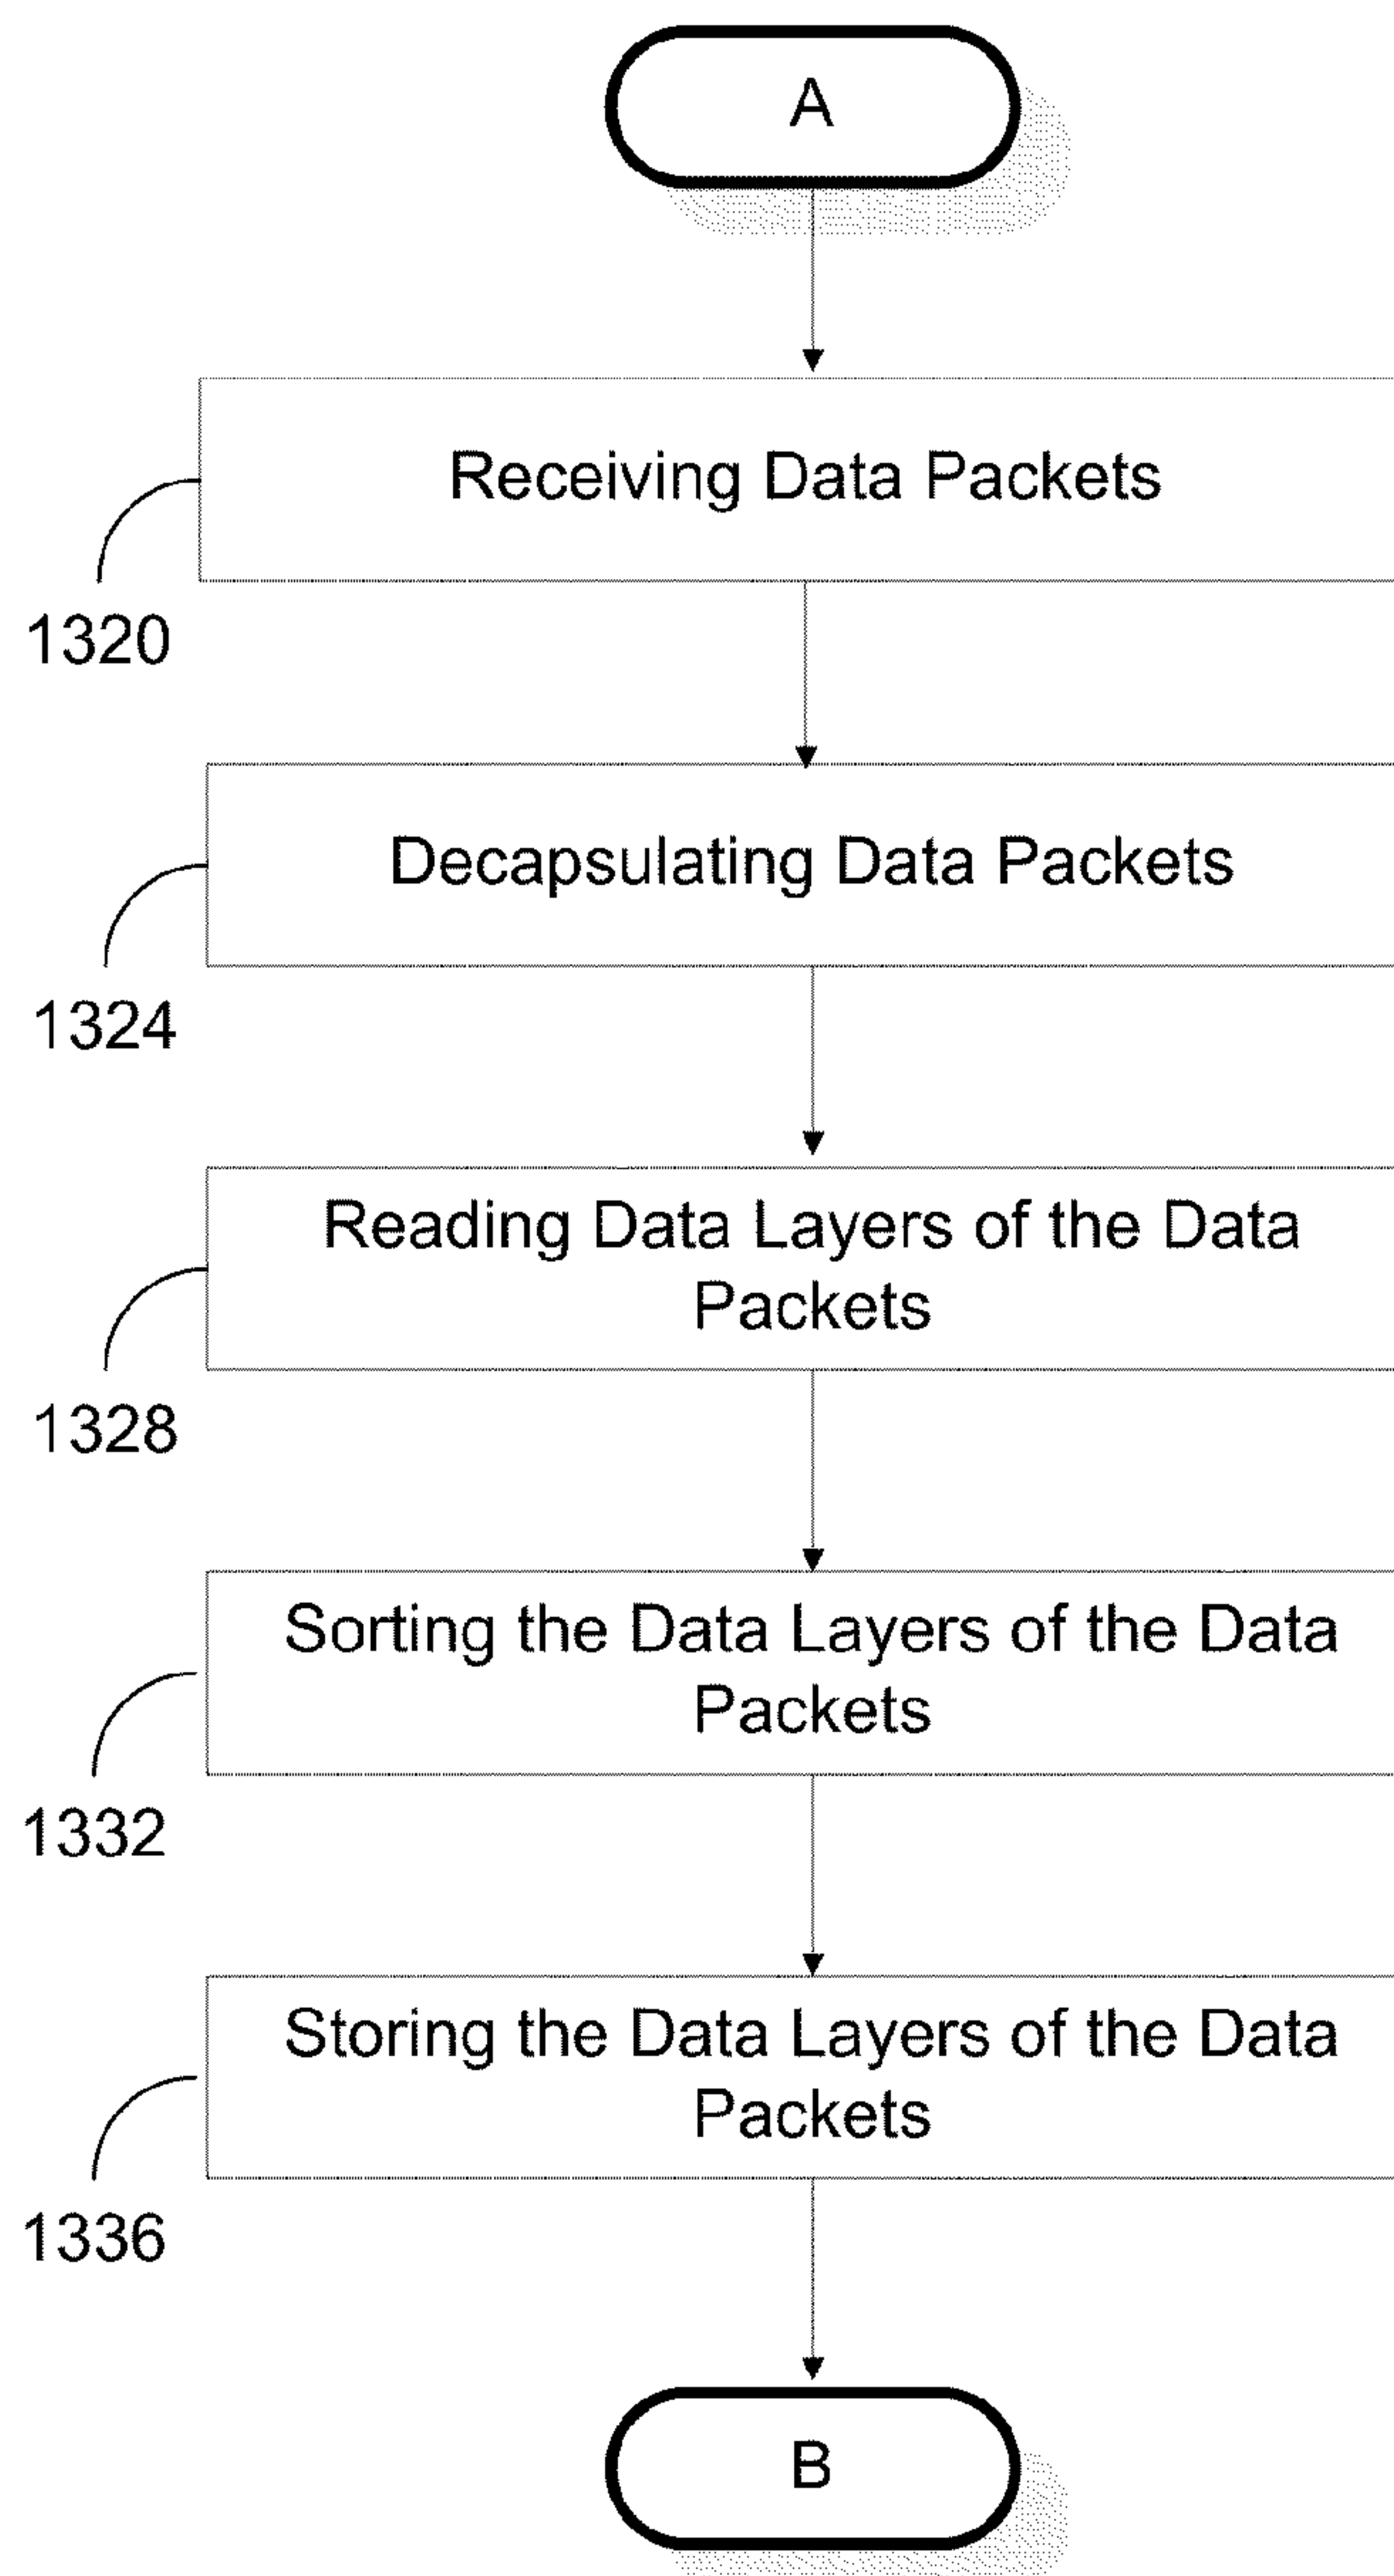 A
Receiving Data Packets
1320
Decapsulating Data Packets
1324
Reading Data Layers of the Data
Packets
1328
Sorting the Data Layers of the Data
Packets
1332
Storing the Data Layers of the Data
Packets
1336
B